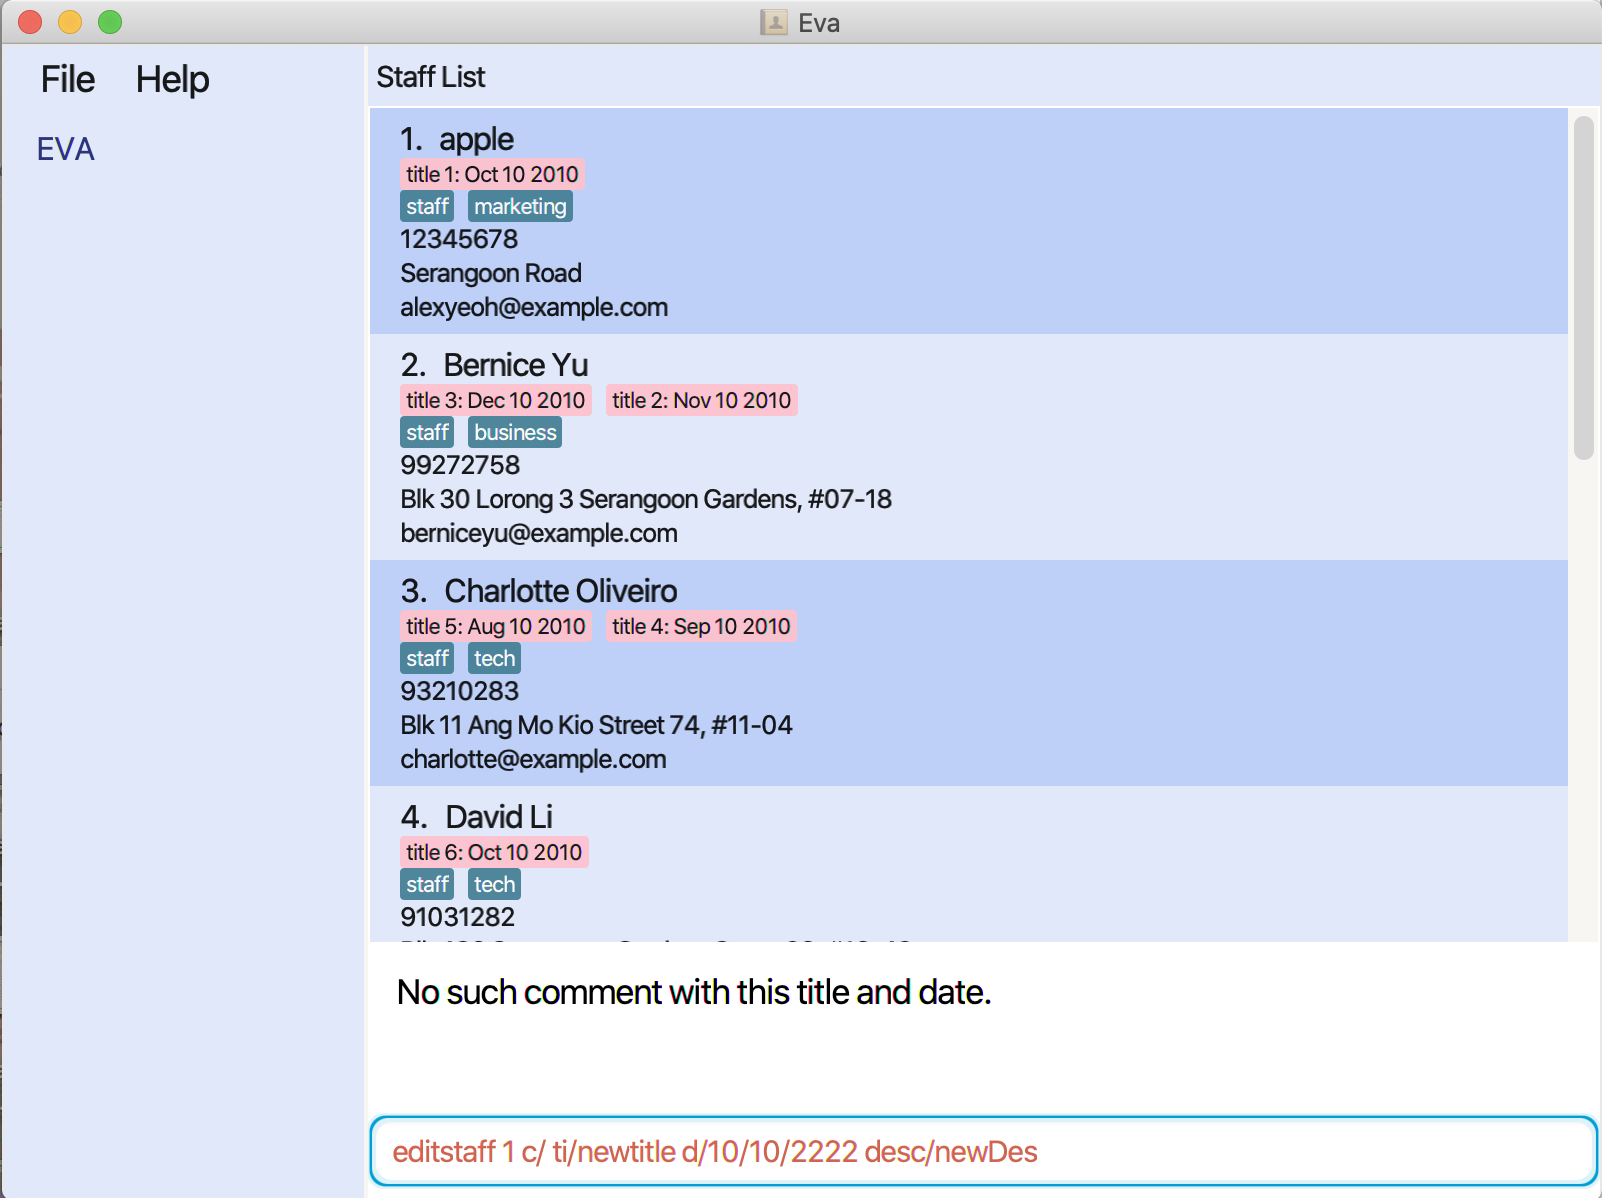 Eva
File Help
EVA
Staff List
1. apple
title 1: Oct 10 2010
staff marketing
12345678
Serangoon Road
alexyeoh@example.com
2. Bernice Yu
title 3: Dec 10 2010 title 2: Nov 10 2010
staff business
99272758
Blk 30 Lorong 3 Serangoon Gardens, #07-18
berniceyu@example.com
3. Charlotte Oliveiro
title 5: Aug 10 2010 title 4: Sep 10 2010
staff tech
93210283
Blk 11 Ang Mo Kio Street 74, #11-04
charlotte@example.com
4. David Li
title 6: Oct 10 2010
staff tech
91031282
No such comment with this title and date.
editstaff 1 c/ ti/newtitle d/10/10/2222 desc/newDes